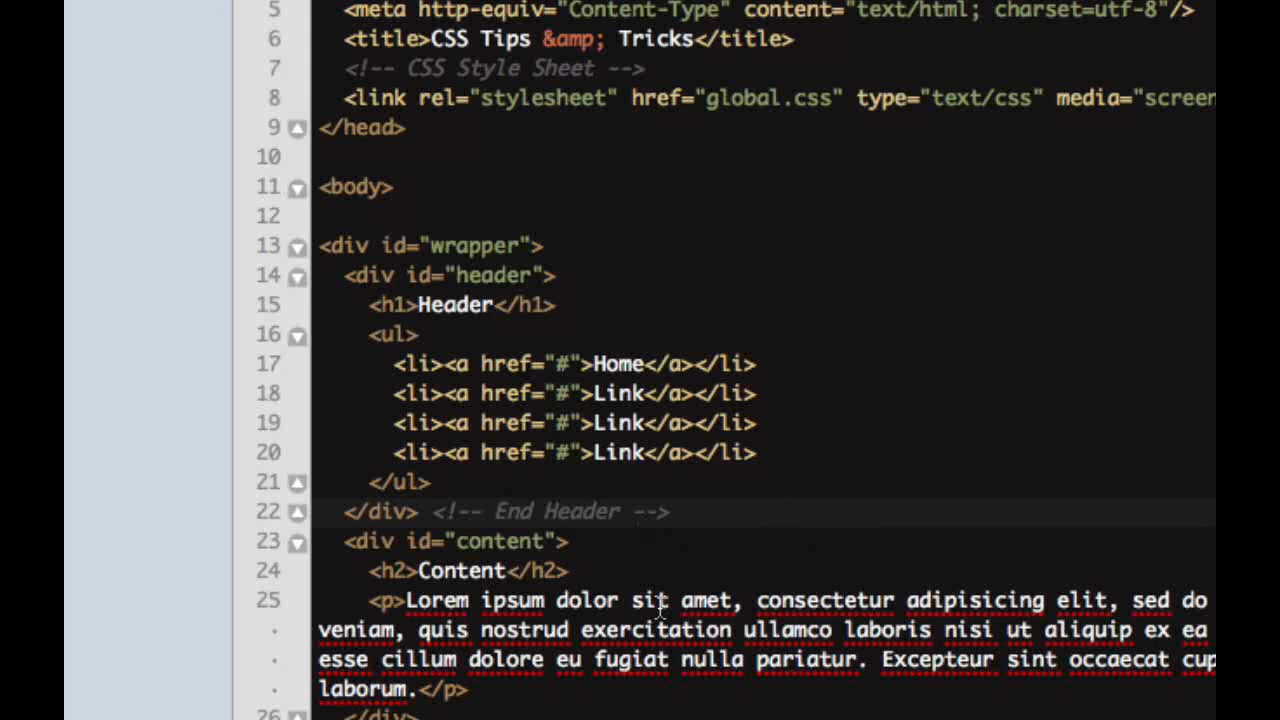 5 <meta http-equiv="Content-Type" content="text/html; charset=utf-8"/>
6 <title>CSS Tips &amp; Tricks</title>
7 <!-- CSS Style Sheet -->
8 <link rel="stylesheet" href="global.css" type="text/css" media="screen
9 </head>
10
11 <body>
12
13 <div id="wrapper">
14 <div id="header">
15 <h1>Header</h1>
16 <ul>
17 <li><a href="#">Home</a></li>
18 <li><a href="#">Link</a></li>
19 <li><a href="#">Link</a></li>
20 <li><a href="#">Link</a></li>
21 </ul>
22 </div> <!-- End Header -->
23 <div id="content">
24 <h2>Content</h2>
25 <p>Lorem ipsum dolor sit amet, consectetur adipisicing elit, sed do
veniam, quis nostrud exercitation ullamco laboris nisi ut aliquip ex ea
esse cillum dolore eu fugiat nulla pariatur. Excepteur sint occaecat cup
laborum.</p>
26 </div>